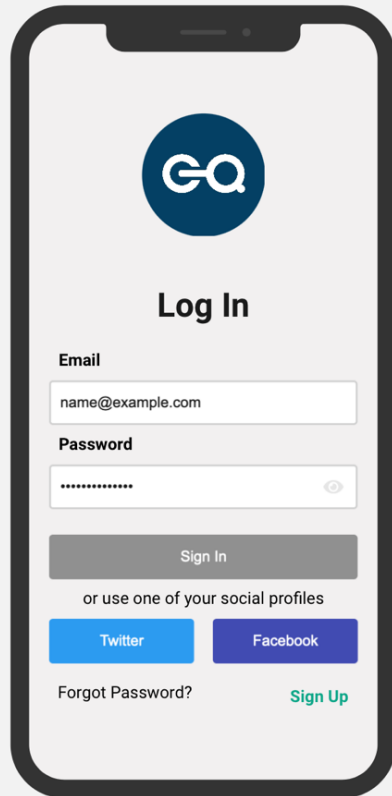 GQ
Log In
Email
name@example.com
Password
••••••••••••••
Sign In
or use one of your social profiles
Twitter Facebook
Forgot Password? Sign Up